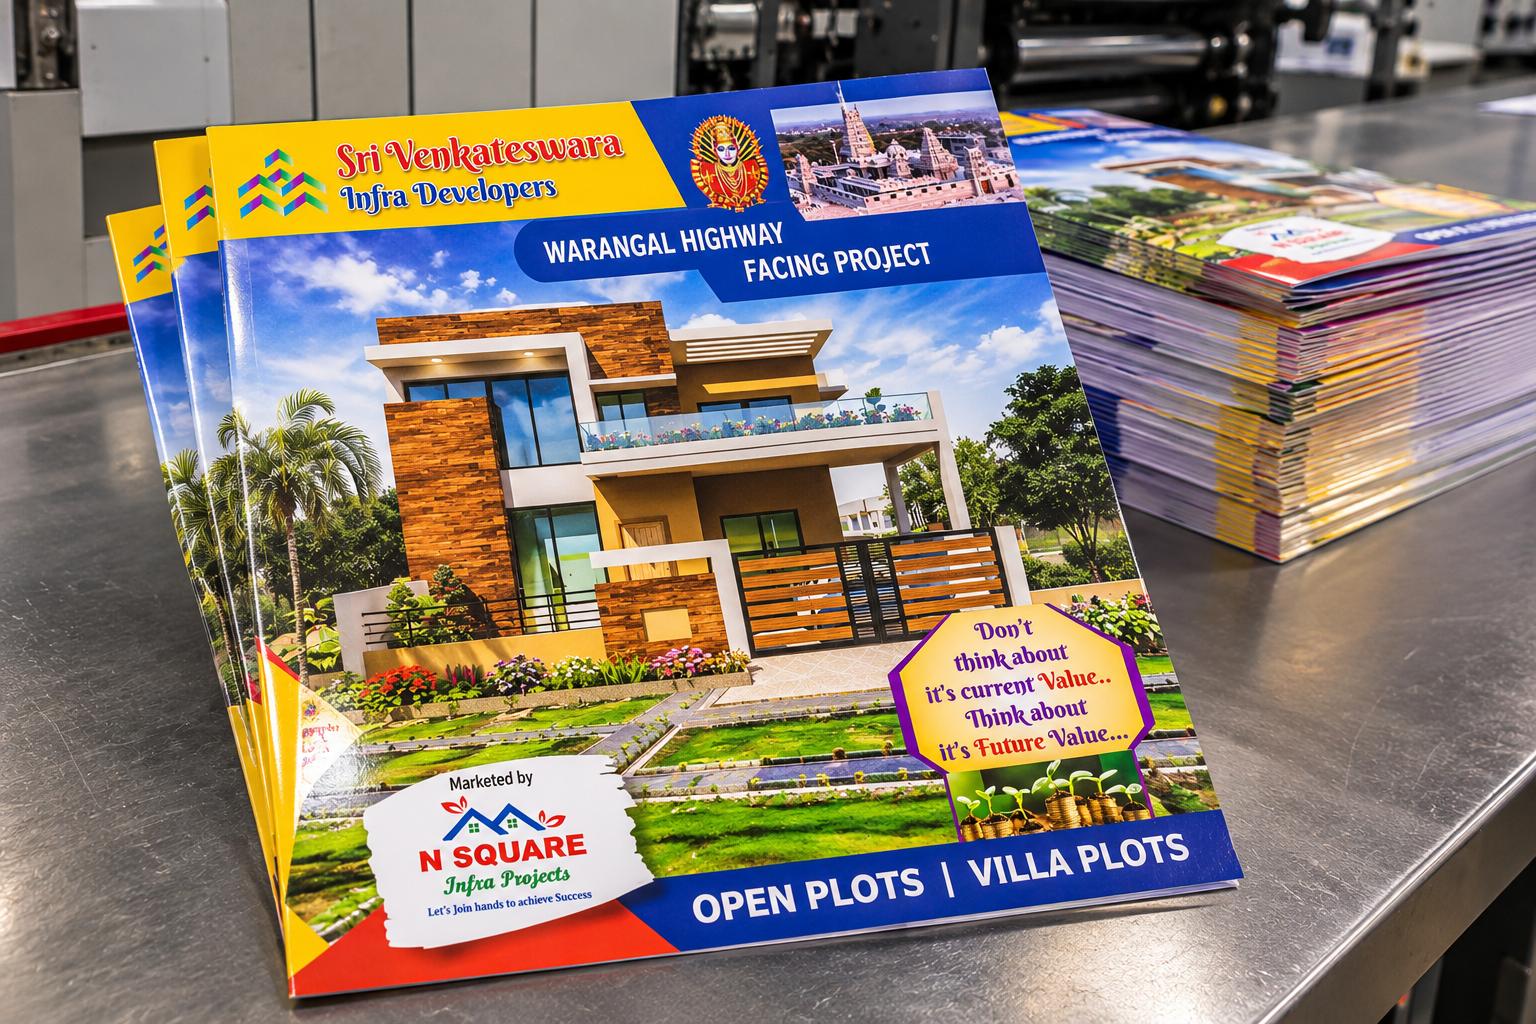 Sri Venkateswara
Infra Developers
WARANGAL HIGHWAY
FACING PROJECT
Don't
think about
it's current Value..
Think about
it's Future Value...
Marketed by
N SQUARE
Infra Projects
Let's Join hands to achieve Success
OPEN PLOTS | VILLA PLOTS
N SQUARE